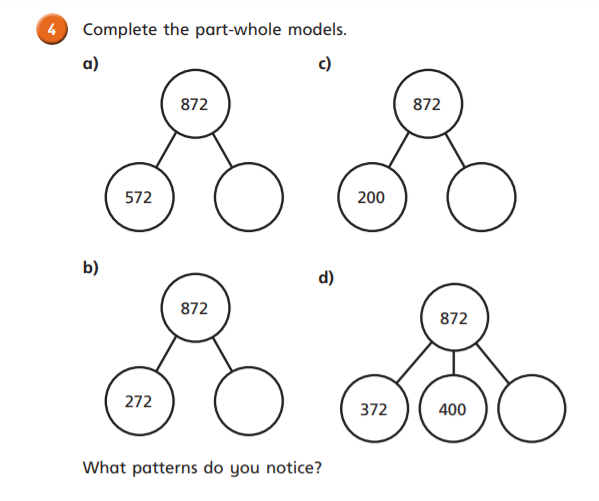 4 Complete the part-whole models.
a)
872
572
c)
872
200
b)
872
272
d)
872
372 400
What patterns do you notice?